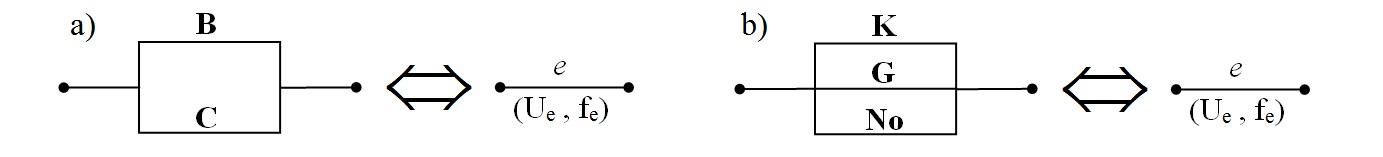 a)
B
C
e
(Ue , fe)
b)
K
G
No
e
(Ue , fe)